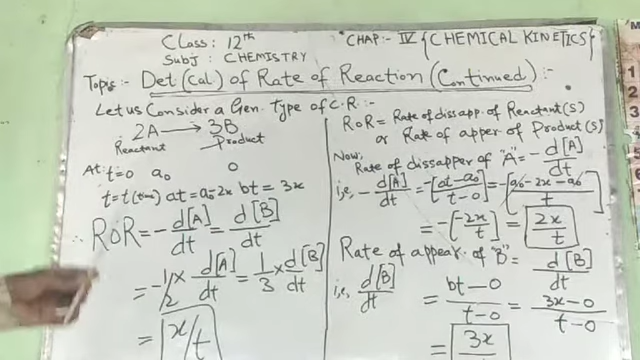 Class: 12th
Subj: CHEMISTRY
CHAP:- IV {CHEMICAL KINETICS}
Topic:- Det (Cal) of Rate of Reaction (Continued):-
Let us Consider a Gen. Type of C.R:-
2A → 3B
Reactant Product
At t=0 a₀ 0
t=t(time) at=a₀-2x bt=3x
∴ RoR = -d[A]/dt = d[B]/dt
= -1/2 × d[A]/dt = 1/3 × d[B]/dt
= x/t
RoR = Rate of dissapp. of Reactant(s)
or Rate of apper of Product(s)
Now,
Rate of dissapper of "A" = -d[A]/dt
i.e, -d[A]/dt = -[at-a₀/t-0] = -[a₀-2x-a₀/t]
= -[-2x/t] = 2x/t
Rate of appear of "B" = d[B]/dt
i.e, d[B]/dt = bt-0/t-0 = 3x-0/t-0
= 3x
1
2
3